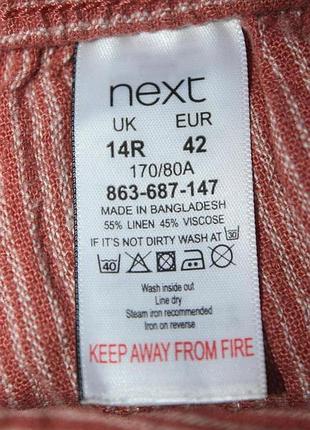 next
UK EUR
14R 42
170/80A
863-687-147
MADE IN BANGLADESH
55% LINEN 45% VISCOSE
IF IT'S NOT DIRTY WASH AT 30
40
Wash inside out
Line dry
Steam iron recommended
Iron on reverse
KEEP AWAY FROM FIRE